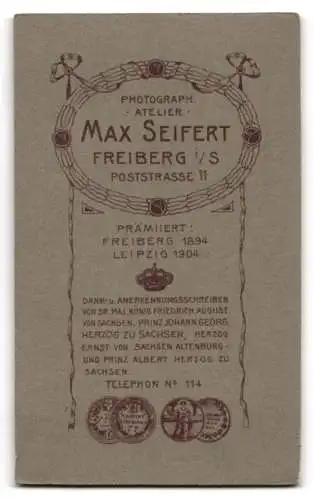 PHOTOGRAPH.
ATELIER
MAX SEIFERT
FREIBERG I/S
POSTSTRASSE 11
PRÄMIIERT:
FREIBERG 1894
LEIPZIG 1904
DANK- U. ANERKENNUNGSSCHREIBEN
VON SR. MAJ. KÖNIG FRIEDRICH AUGUST
VON SACHSEN, PRINZ JOHANN GEORG,
HERZOG ZU SACHSEN, HERZOG
ERNST VON SACHSEN ALTENBURG-
UND PRINZ ALBERT HERZOG ZU
SACHSEN.
TELEPHON No 114